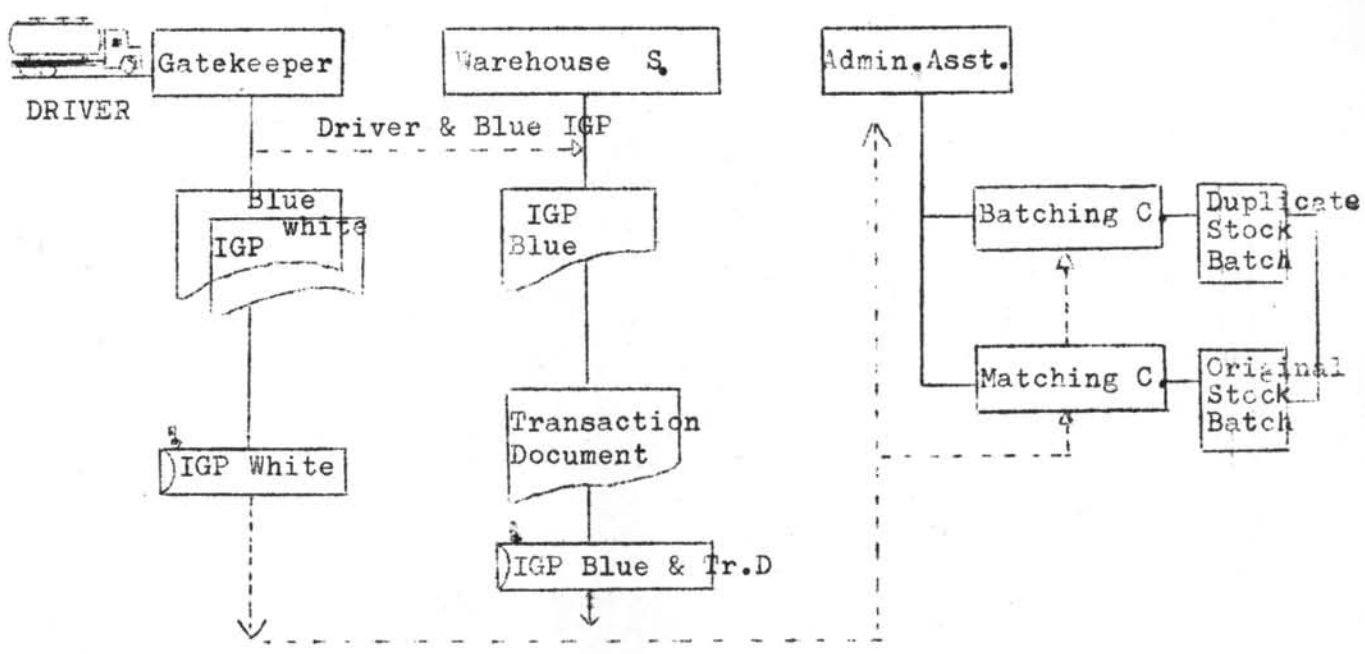 Gatekeeper
Warehouse S.
Admin.Asst.
DRIVER
Driver & Blue IGP
Blue
white
IGP
IGP
Blue
Batching C.
Duplicate
Stock
Batch
Matching C.
Original
Stock
Batch
Transaction
Document
IGP White
IGP Blue & Tr.D